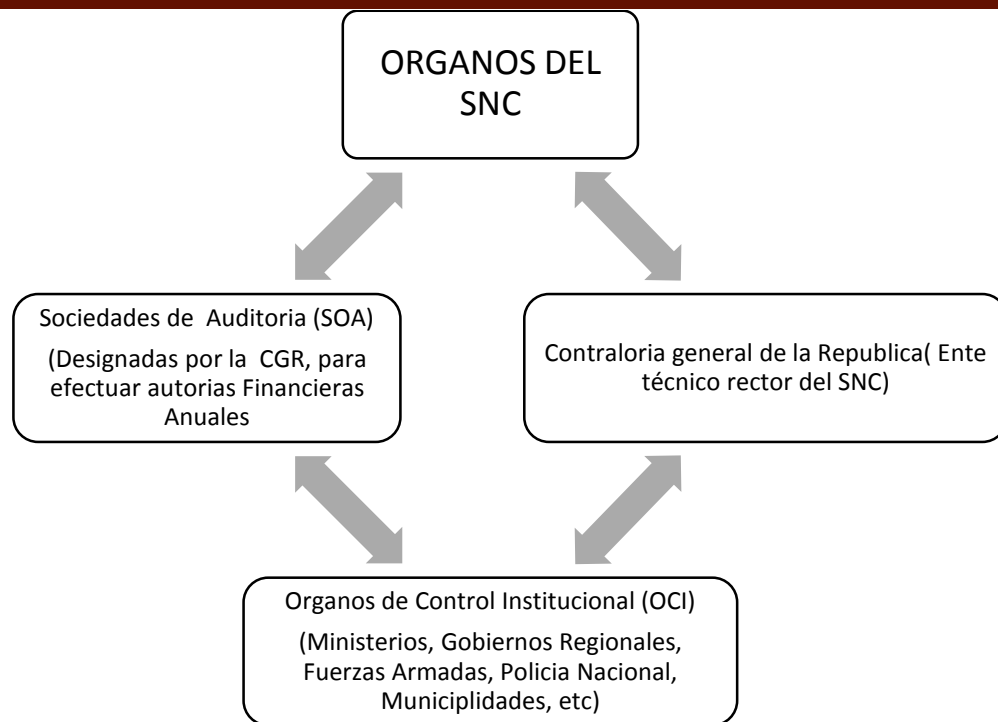 ORGANOS DEL
SNC
Sociedades de Auditoria (SOA)
(Designadas por la CGR, para
efectuar autorias Financieras
Anuales
Contraloria general de la Republica( Ente
técnico rector del SNC)
Organos de Control Institucional (OCI)
(Ministerios, Gobiernos Regionales,
Fuerzas Armadas, Policia Nacional,
Municiplidades, etc)